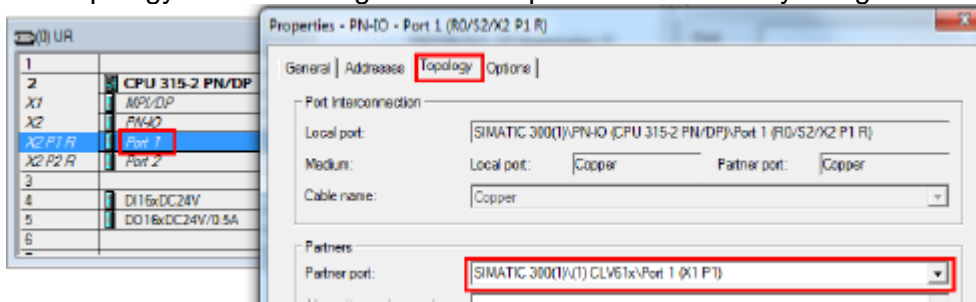 (0) UR
1
2 CPU 315-2 PN/DP
X1 MPI/DP
X2 PN-IO
X2 P1 R Port 1
X2 P2 R Port 2
3
4 DI16xDC24V
5 DO16xDC24V/0.5A
6
Properties - PN-IO - Port 1 (R0/S2/X2 P1 R)
General Addresses Topology Options
Port Interconnection
Local port: SIMATIC 300(1)\PN-IO (CPU 315-2 PN/DP)\Port 1 (R0/S2/X2 P1 R)
Medium: Local port: Copper Partner port: Copper
Cable name: Copper
Partners
Partner port: SIMATIC 300(1)\(1) CLV61x\Port 1 (X1 P1)